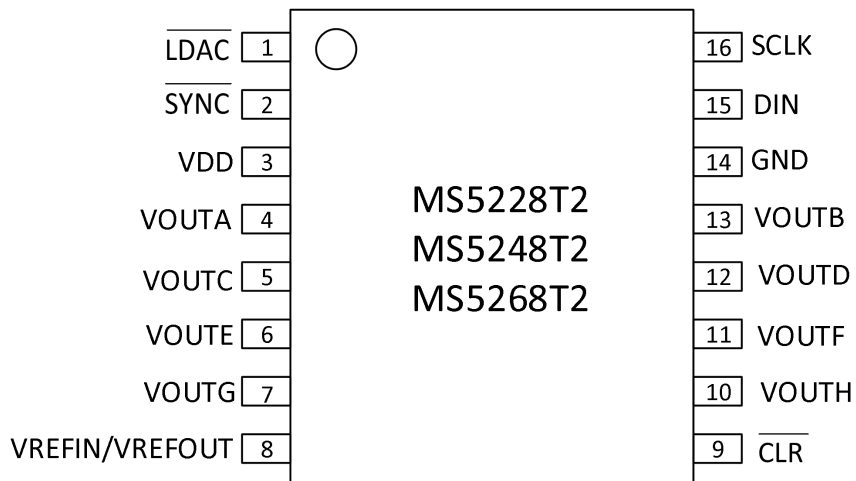 LDAC 1 16 SCLK
SYNC 2 15 DIN
VDD 3 14 GND
VOUTA 4 13 VOUTB
VOUTC 5 12 VOUTD
VOUTE 6 11 VOUTF
VOUTG 7 10 VOUTH
VREFIN/VREFOUT 8 9 CLR
MS5228T2
MS5248T2
MS5268T2